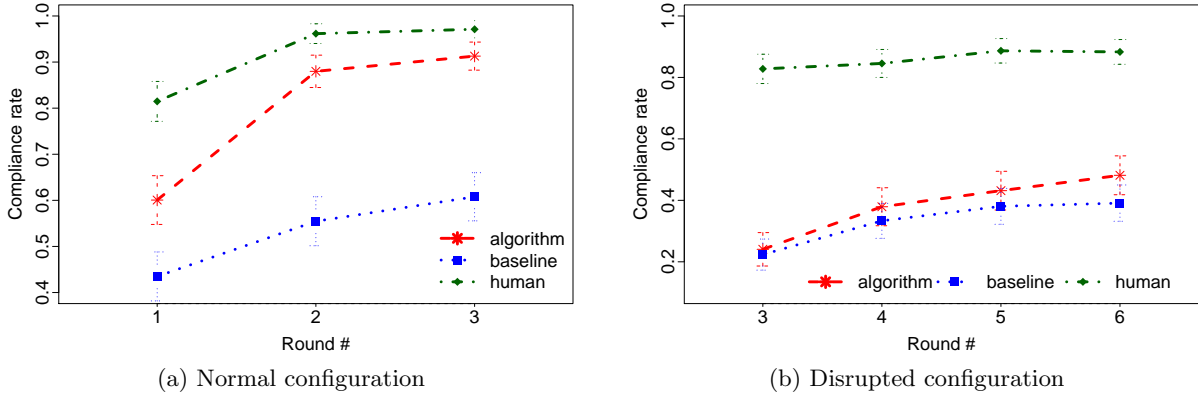 1.0
0.9
0.8
0.7
0.6
0.5
0.4
Compliance rate
algorithm
baseline
human
1 2 3
Round #
(a) Normal configuration
1.0
0.8
0.6
0.4
0.2
Compliance rate
algorithm baseline human
3 4 5 6
Round #
(b) Disrupted configuration